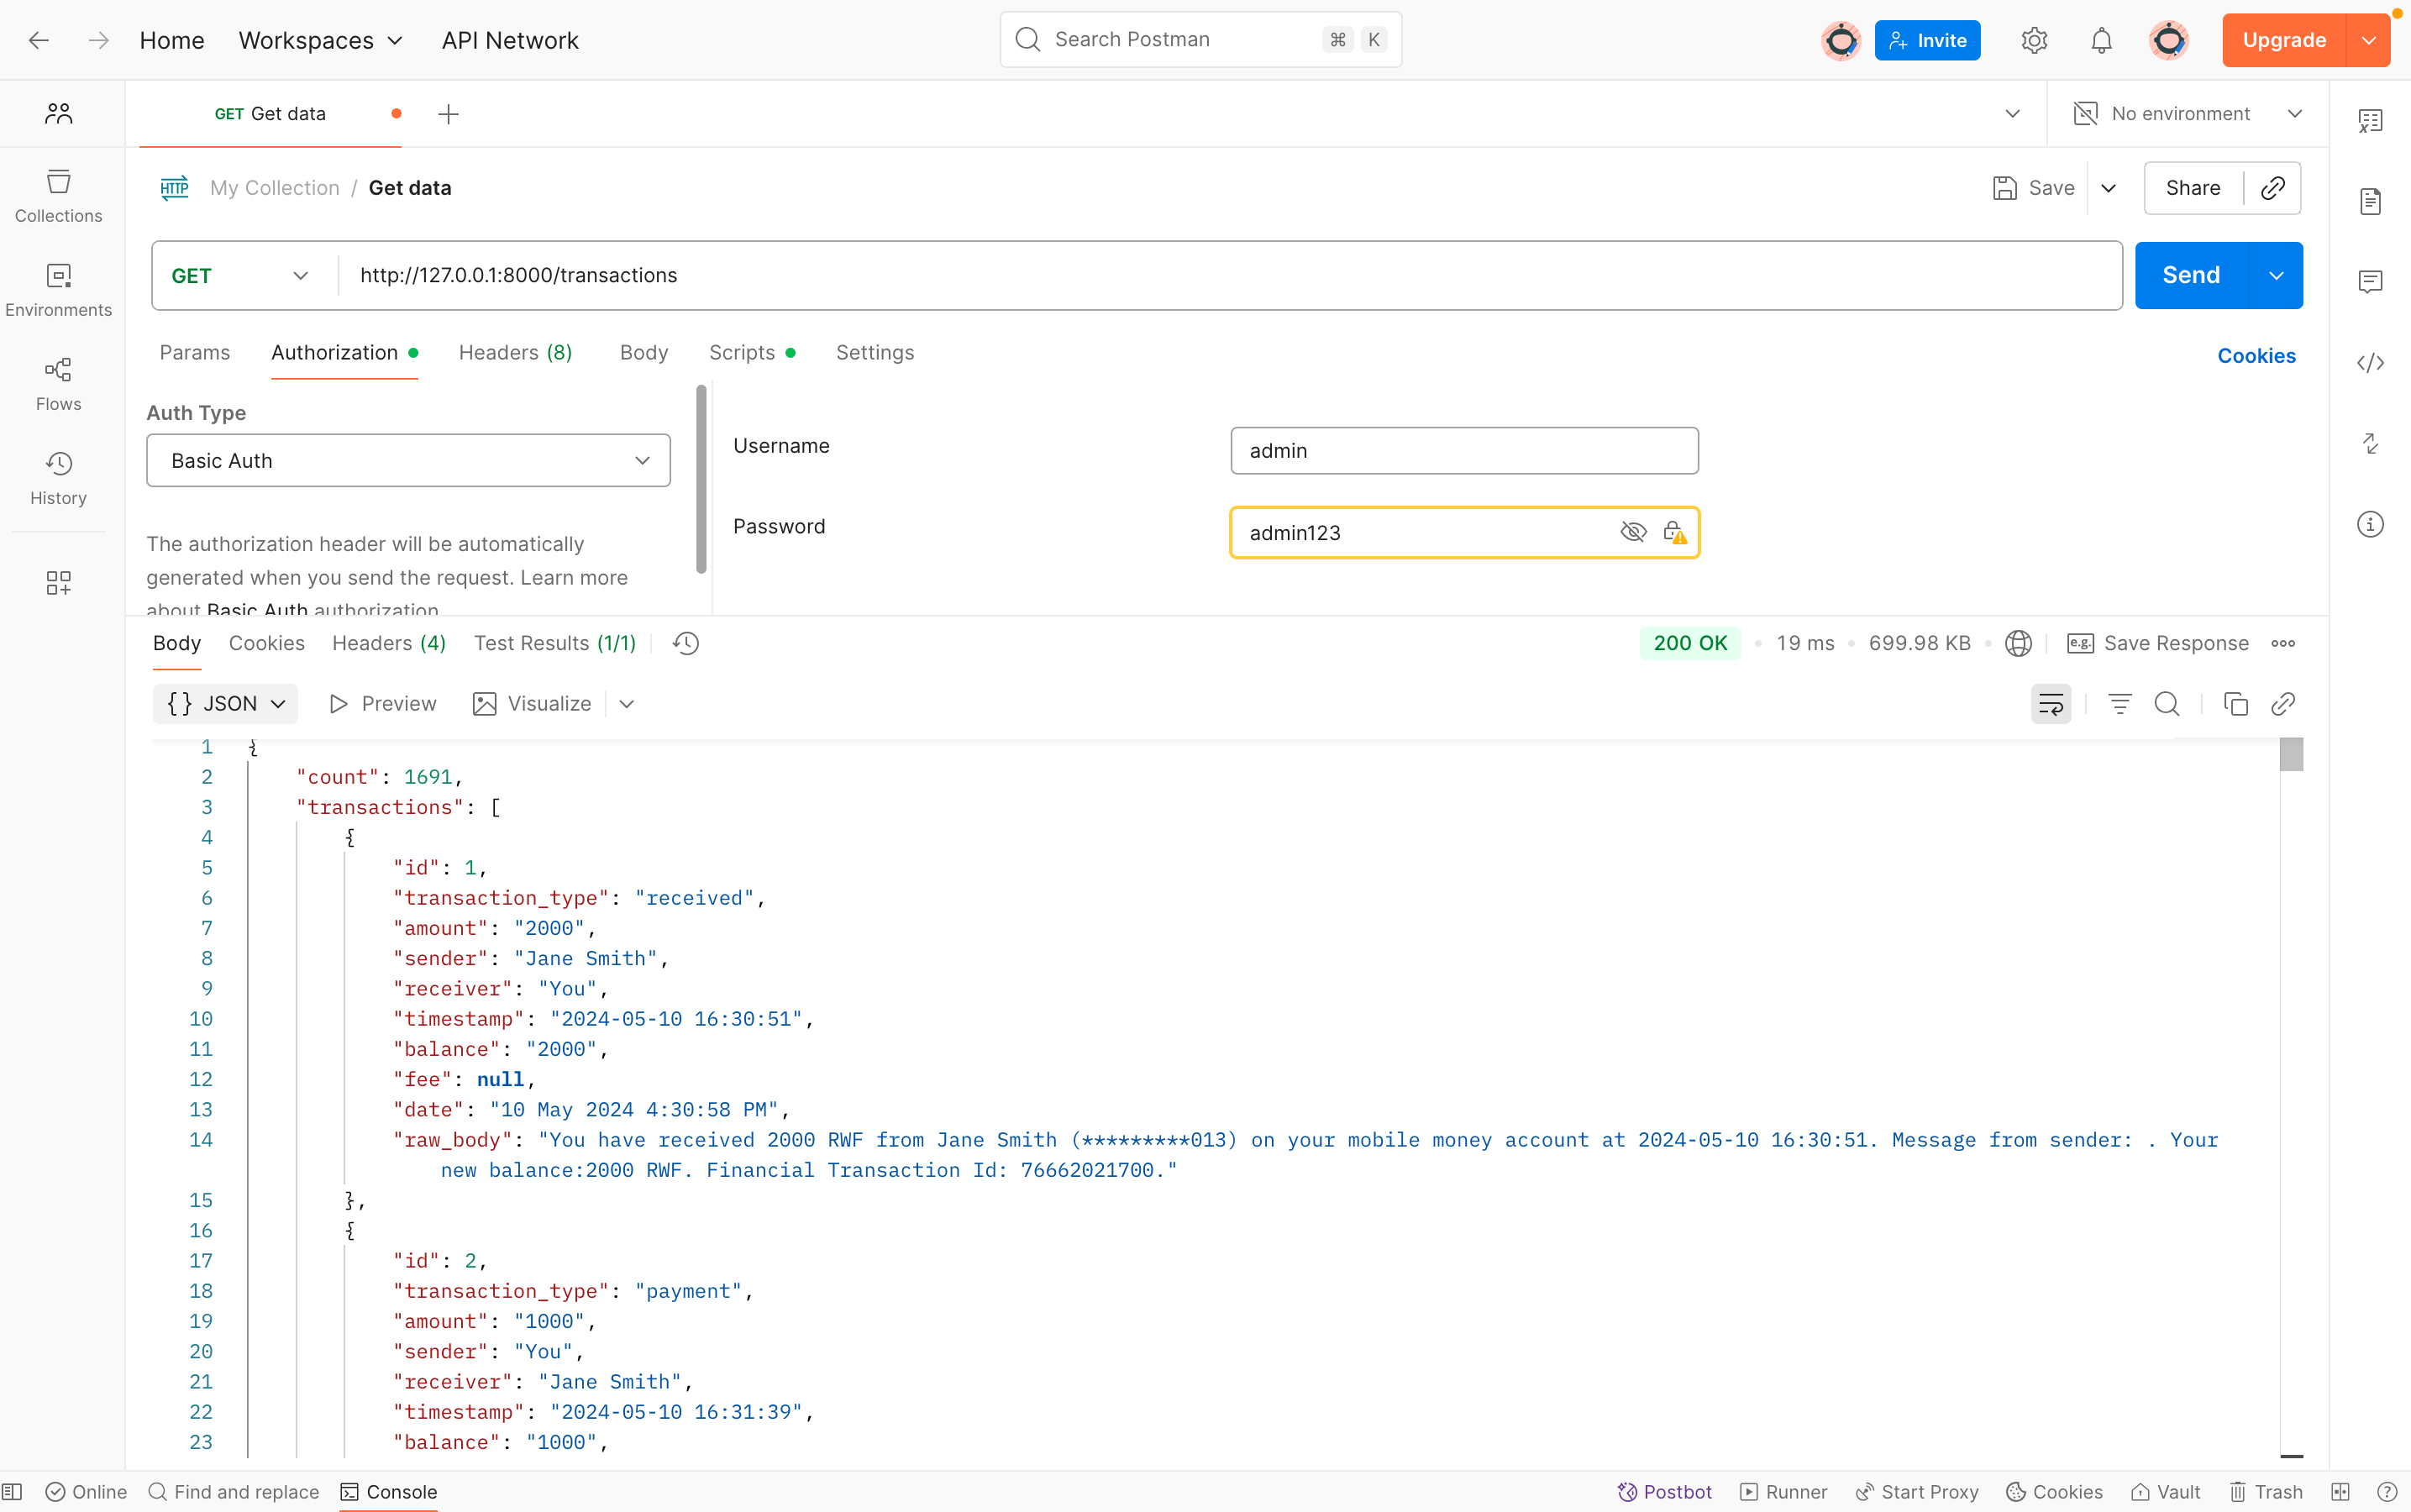 Home Workspaces API Network Search Postman ⌘ K Invite Upgrade
GET Get data No environment
HTTP My Collection / Get data Save Share
GET http://127.0.0.1:8000/transactions Send
Params Authorization Headers (8) Body Scripts Settings Cookies
Collections
Environments
Flows
History
Auth Type
Basic Auth
The authorization header will be automatically
generated when you send the request. Learn more
about Basic Auth authorization
Username admin
Password admin123
Body Cookies Headers (4) Test Results (1/1) 200 OK 19 ms 699.98 KB e.g. Save Response
{} JSON Preview Visualize
1 {
2 "count": 1691,
3 "transactions": [
4 {
5 "id": 1,
6 "transaction_type": "received",
7 "amount": "2000",
8 "sender": "Jane Smith",
9 "receiver": "You",
10 "timestamp": "2024-05-10 16:30:51",
11 "balance": "2000",
12 "fee": null,
13 "date": "10 May 2024 4:30:58 PM",
14 "raw_body": "You have received 2000 RWF from Jane Smith (*********013) on your mobile money account at 2024-05-10 16:30:51. Message from sender: . Your
new balance:2000 RWF. Financial Transaction Id: 76662021700."
15 },
16 {
17 "id": 2,
18 "transaction_type": "payment",
19 "amount": "1000",
20 "sender": "You",
21 "receiver": "Jane Smith",
22 "timestamp": "2024-05-10 16:31:39",
23 "balance": "1000",
Online Find and replace Console Postbot Runner Start Proxy Cookies Vault Trash